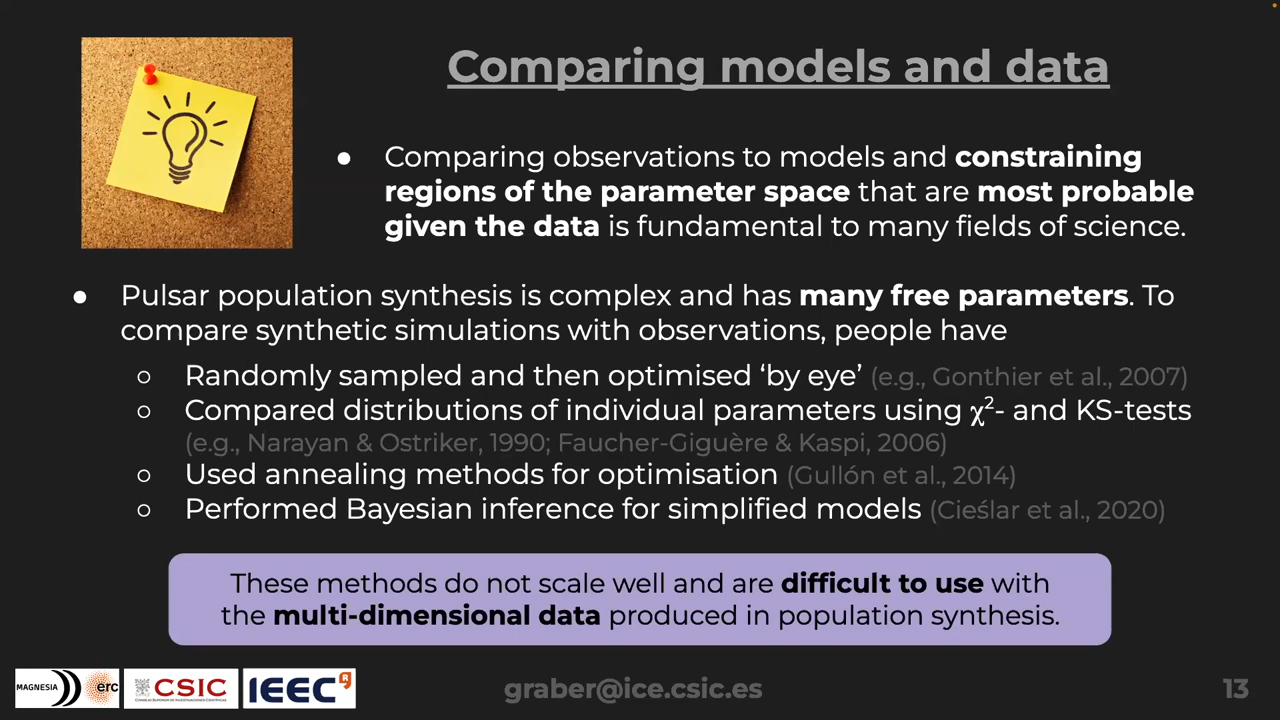 Comparing models and data
● Comparing observations to models and constraining
regions of the parameter space that are most probable
given the data is fundamental to many fields of science.
● Pulsar population synthesis is complex and has many free parameters. To
compare synthetic simulations with observations, people have
○ Randomly sampled and then optimised ‘by eye’ (e.g., Gonthier et al., 2007)
○ Compared distributions of individual parameters using χ²- and KS-tests
(e.g., Narayan & Ostriker, 1990; Faucher-Giguère & Kaspi, 2006)
○ Used annealing methods for optimisation (Gullón et al., 2014)
○ Performed Bayesian inference for simplified models (Cieślar et al., 2020)
These methods do not scale well and are difficult to use with
the multi-dimensional data produced in population synthesis.
MAGNESIA erc CSIC IEEC
CONSEJO SUPERIOR DE INVESTIGACIONES CIENTÍFICAS
graber@ice.csic.es
13